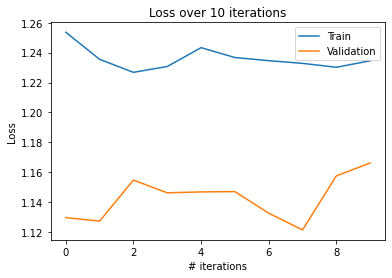 Loss over 10 iterations
Train
Validation
Loss
1.26
1.24
1.22
1.20
1.18
1.16
1.14
1.12
0
2
4
6
8
# iterations